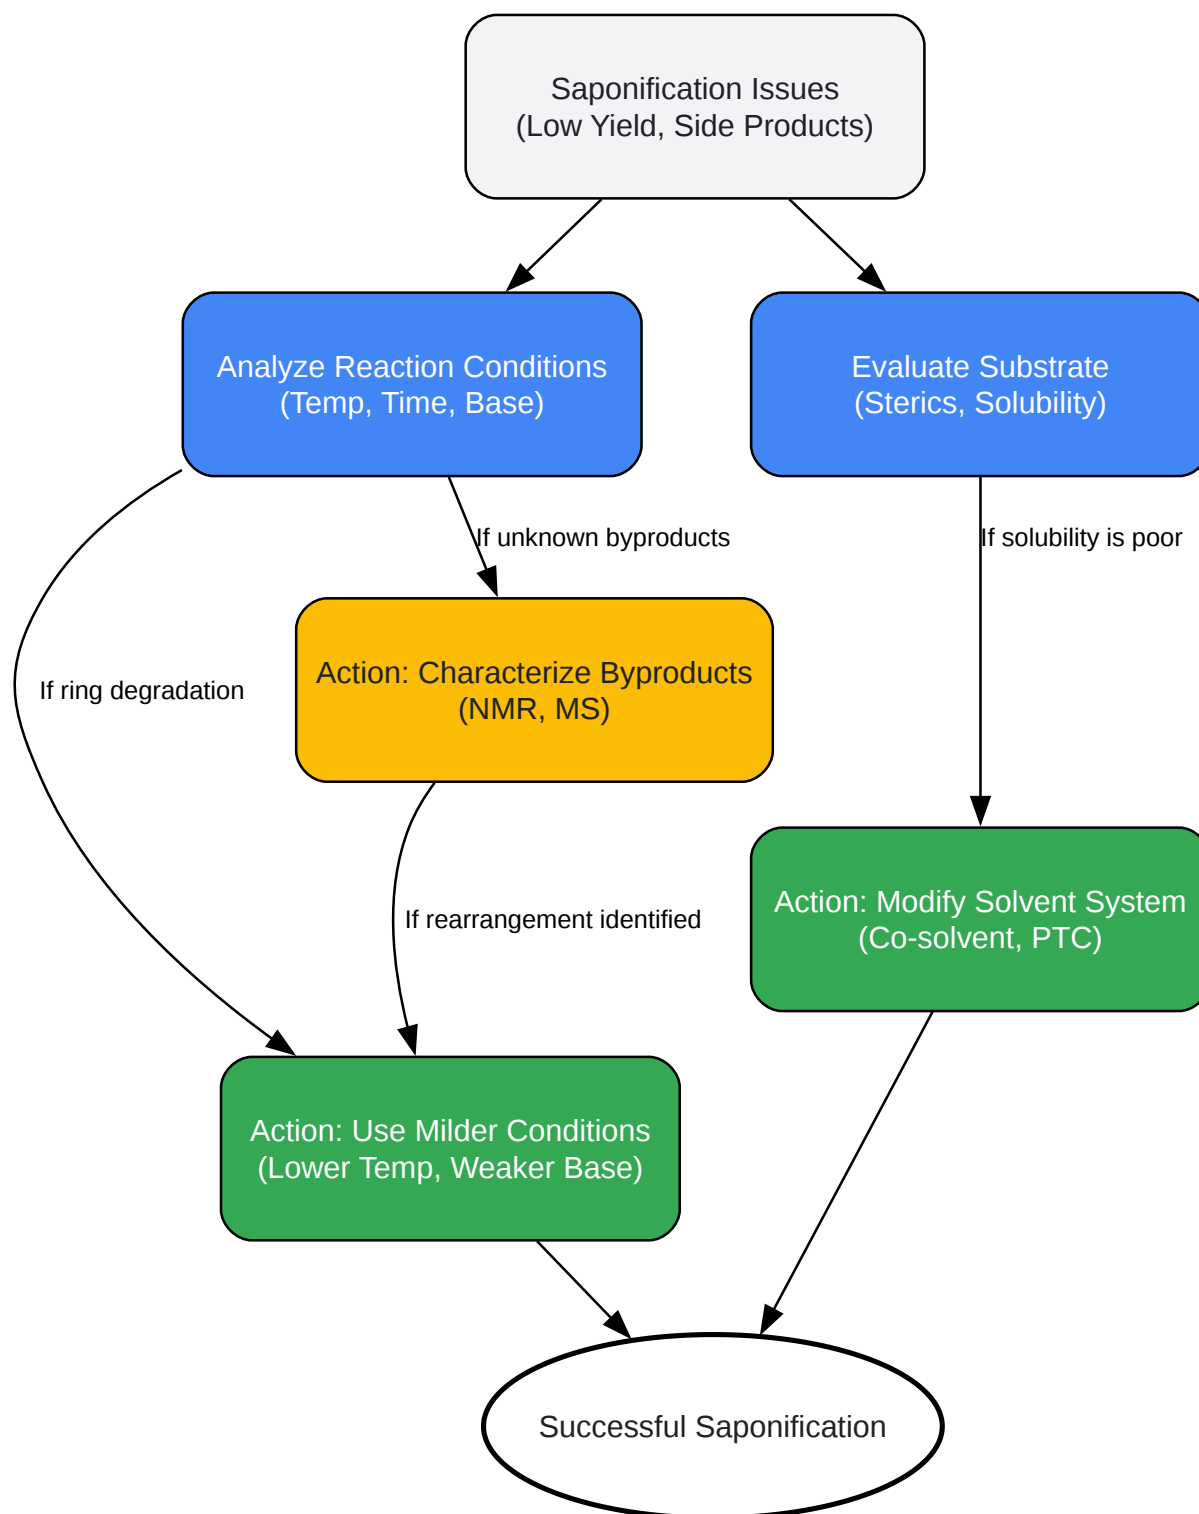 Saponification Issues
(Low Yield, Side Products)
Analyze Reaction Conditions
(Temp, Time, Base)
Evaluate Substrate
(Sterics, Solubility)
If unknown byproducts
If solubility is poor
Action: Characterize Byproducts
(NMR, MS)
If ring degradation
Action: Modify Solvent System
(Co-solvent, PTC)
If rearrangement identified
Action: Use Milder Conditions
(Lower Temp, Weaker Base)
Successful Saponification